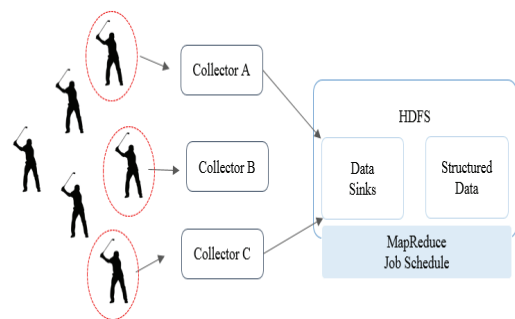 Collector A
Collector B
Collector C
HDFS
Data
Sinks
Structured
Data
MapReduce
Job Schedule